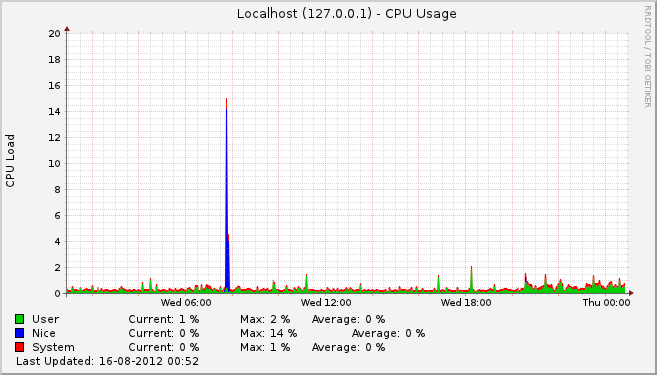 Localhost (127.0.0.1) - CPU Usage
RRDTOOL / TOBI OETIKER
CPU Load
20
18
16
14
12
10
8
6
4
2
0
Wed 06:00 Wed 12:00 Wed 18:00 Thu 00:00
User Current: 1 % Max: 2 % Average: 0 %
Nice Current: 0 % Max: 14 % Average: 0 %
System Current: 0 % Max: 1 % Average: 0 %
Last Updated: 16-08-2012 00:52